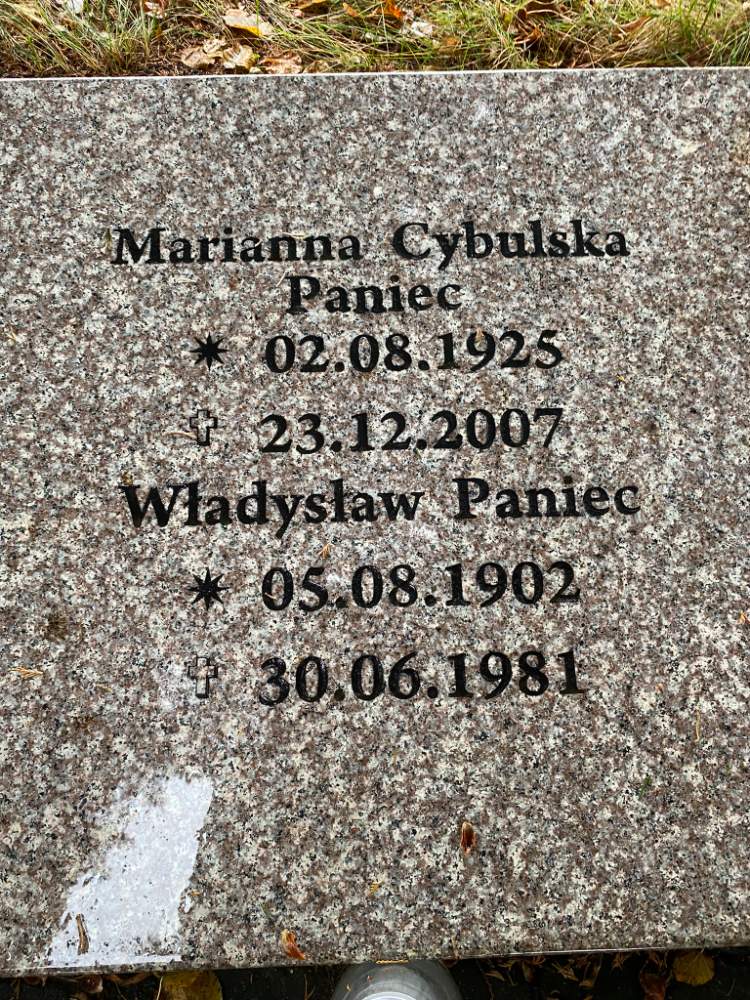 Marianna Cybulska
Paniec
✶ 02.08.1925
✞ 23.12.2007
Władysław Paniec
✶ 05.08.1902
✞ 30.06.1981